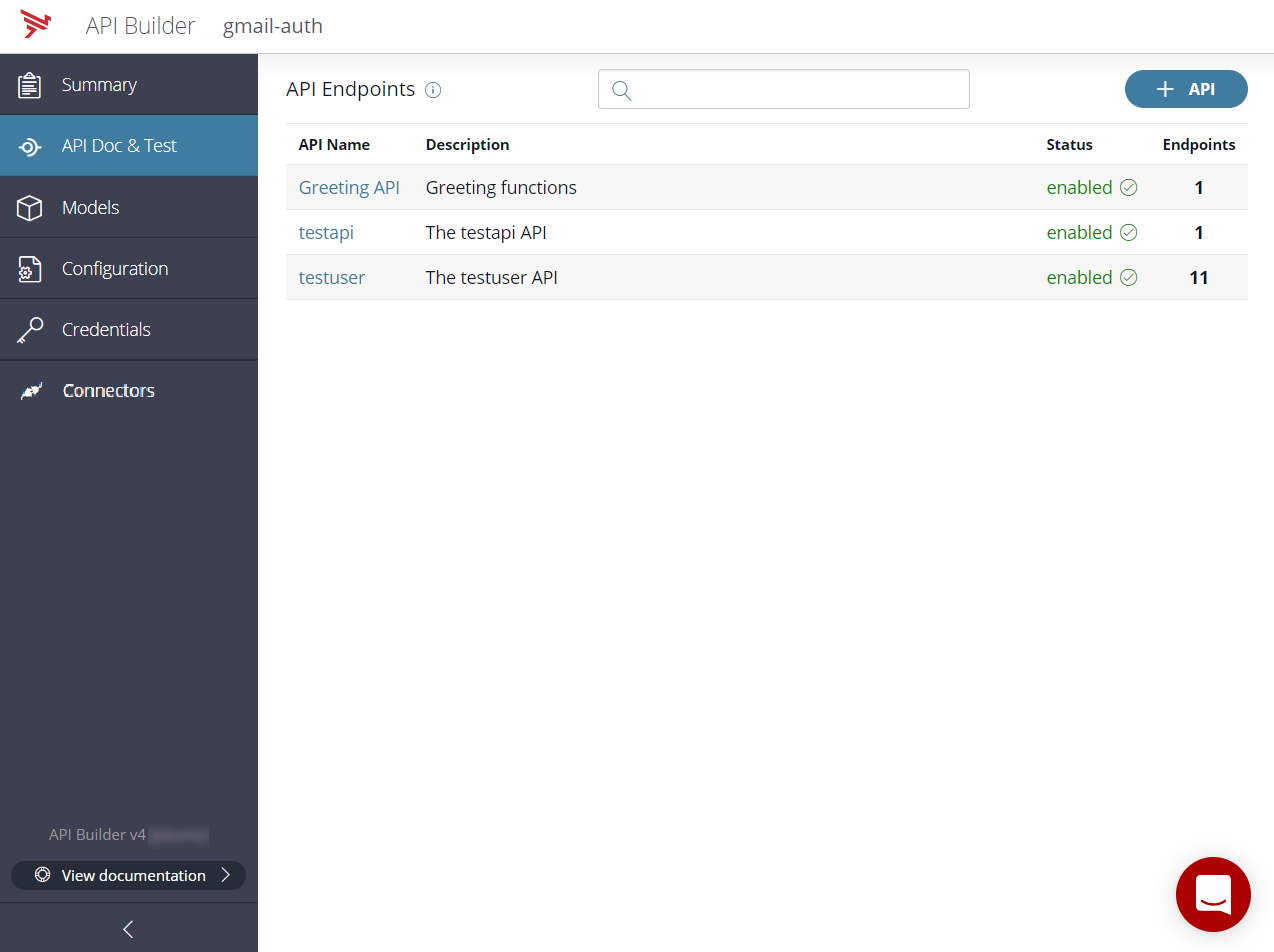 API Builder gmail-auth
Summary
API Doc & Test
Models
Configuration
Credentials
Connectors
API Builder v4
View documentation
API Endpoints
+ API
API Name Description Status Endpoints
Greeting API Greeting functions enabled 1
testapi The testapi API enabled 1
testuser The testuser API enabled 11